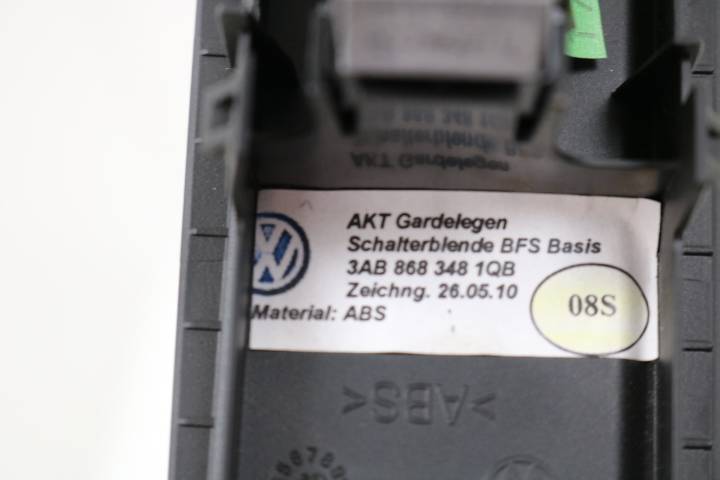 AKT Gardelegen
Schalterblende BFS Basis
3AB 868 348 1QB
Zeichng. 26.05.10
Material: ABS
08S
>ABS<